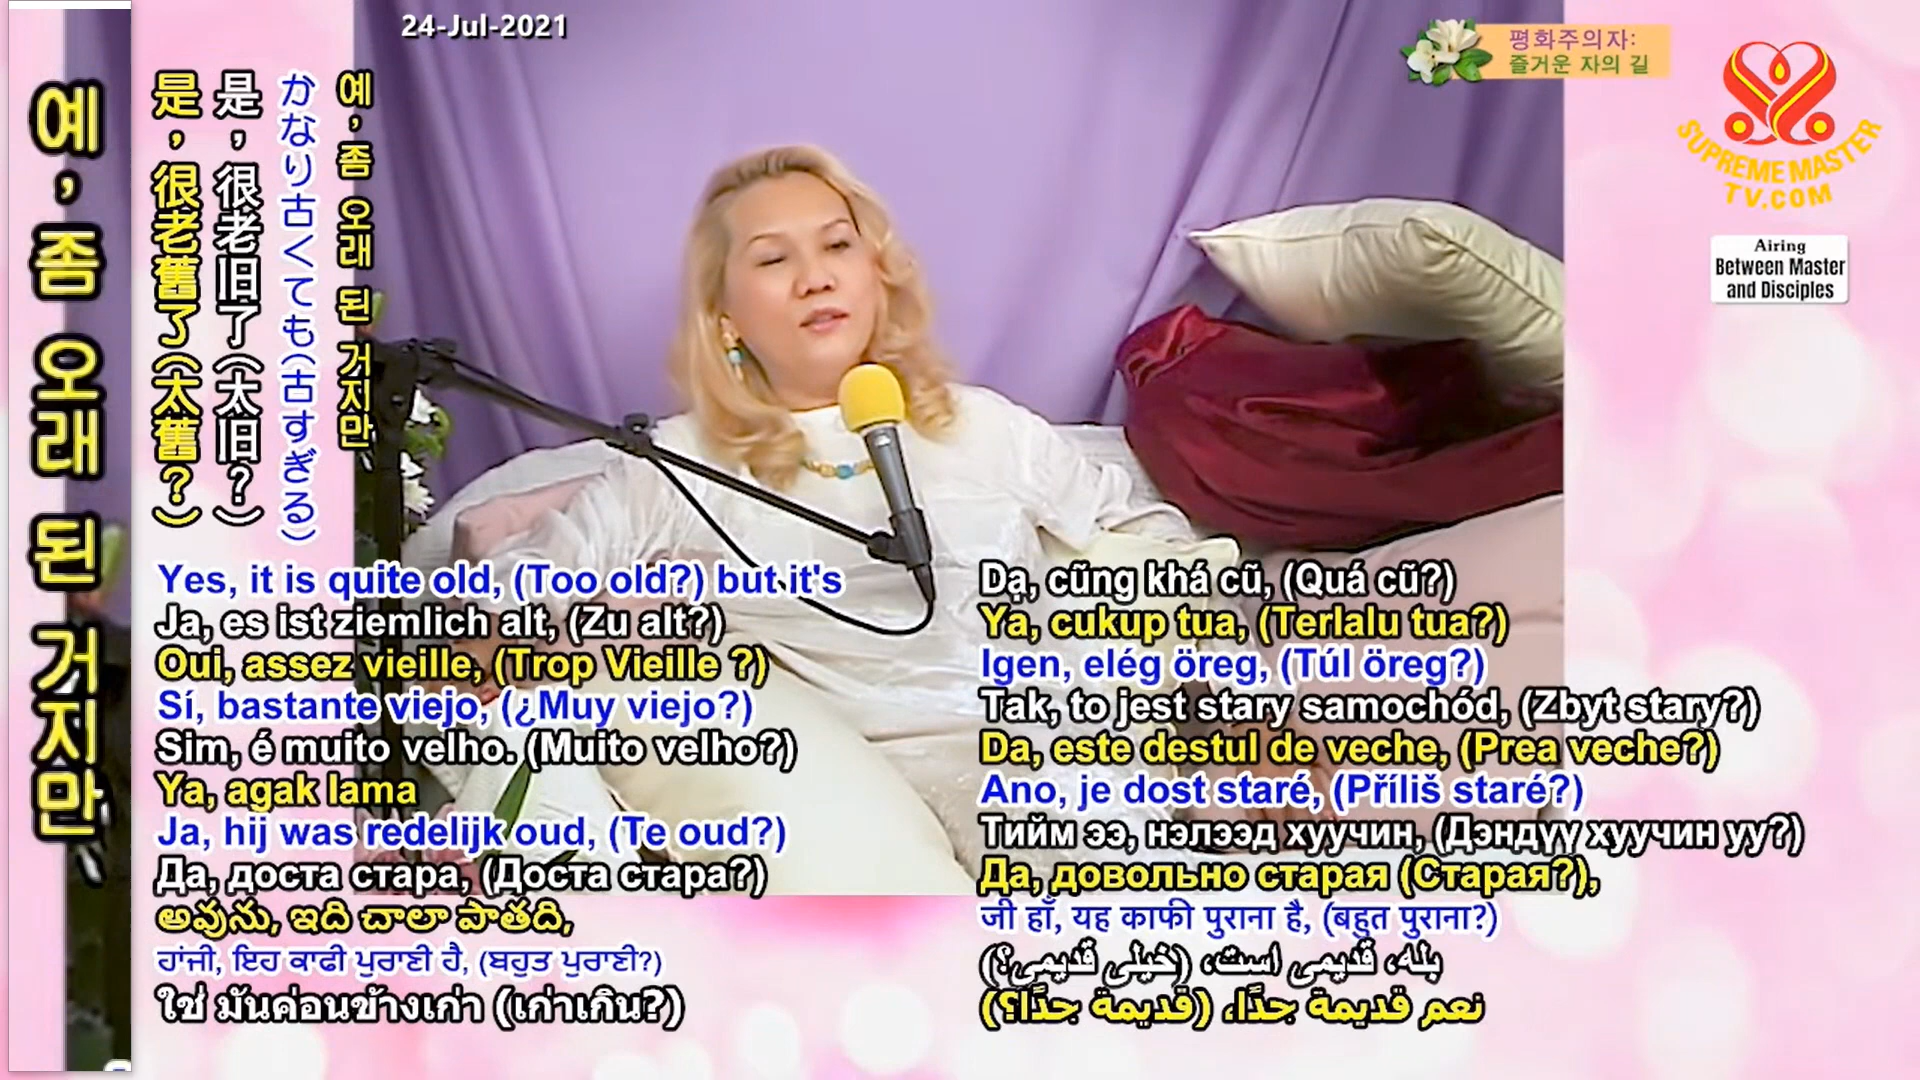 24-Jul-2021
평화주의자:
즐거운 자의 길
SUPREME MASTER
TV.COM
Airing
Between Master
and Disciples
예, 좀 오래 된 거지만
是，很老舊了（太舊？）
是，很老旧了（太旧？）
かなり古くても（古すぎる）
예, 좀 오래 된 거지만
Yes, it is quite old, (Too old?) but it's
Ja, es ist ziemlich alt, (Zu alt?)
Oui, assez vieille, (Trop Vieille ?)
Sí, bastante viejo, (¿Muy viejo?)
Sim, é muito velho. (Muito velho?)
Ya, agak lama
Ja, hij was redelijk oud, (Te oud?)
Да, доста стара, (Доста стара?)
అవును, ఇది చాలా పాతది,
ਹਾਂਜੀ, ਇਹ ਕਾਫੀ ਪੁਰਾਣੀ ਹੈ, (ਬਹੁਤ ਪੁਰਾਣੀ?)
ใช่ มันค่อนข้างเก่า (เก่าเกิน?)
Dạ, cũng khá cũ, (Quá cũ?)
Ya, cukup tua, (Terlalu tua?)
Igen, elég öreg, (Túl öreg?)
Tak, to jest stary samochód, (Zbyt stary?)
Da, este destul de veche, (Prea veche?)
Ano, je dost staré, (Příliš staré?)
Тийм ээ, нэлээд хуучин, (Дэндүү хуучин уу?)
Да, довольно старая (Старая?),
जी हाँ, यह काफी पुराना है, (बहुत पुराना?)
بله، قدیمی است، (خیلی قدیمی؟)
نعم قديمة جدًا، (قديمة جدًا؟)